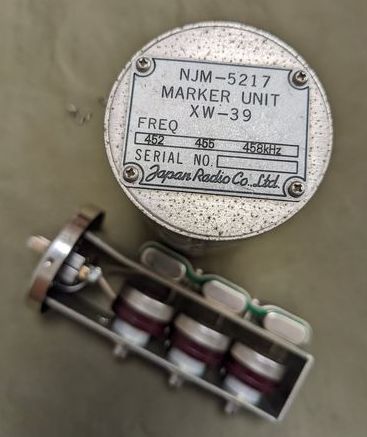 NJM-5217
MARKER UNIT
XW-39
FREQ
452 455 458kHz
SERIAL NO.
Japan Radio Co., Ltd.